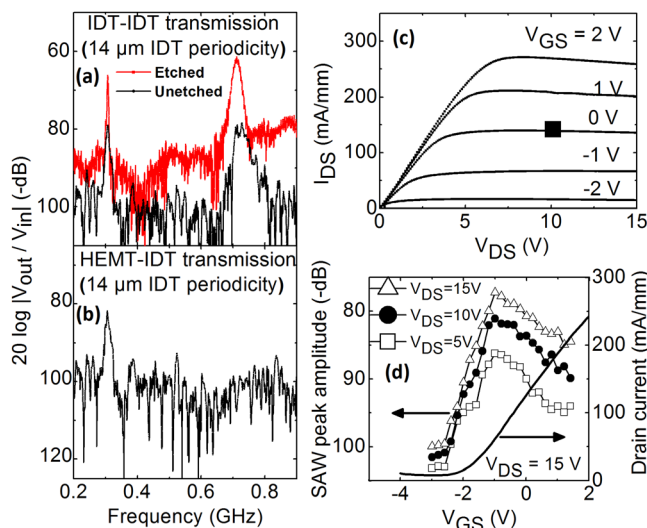 IDT-IDT transmission
(14 µm IDT periodicity)
(a)
Etched
Unetched
60
80
100
HEMT-IDT transmission
(14 µm IDT periodicity)
(b)
80
100
120
0.2 0.4 0.6 0.8
Frequency (GHz)
20 log |Vout / Vin| (-dB)
(c)
VGS = 2 V
1 V
0 V
-1 V
-2 V
300
250
200
150
100
50
0
0 5 10 15
IDS (mA/mm)
VDS (V)
(d)
VDS=15V
VDS=10V
VDS=5V
VDS = 15 V
80
90
100
SAW peak amplitude (-dB)
300
200
100
0
Drain current (mA/mm)
-4 -2 0 2
VGS (V)